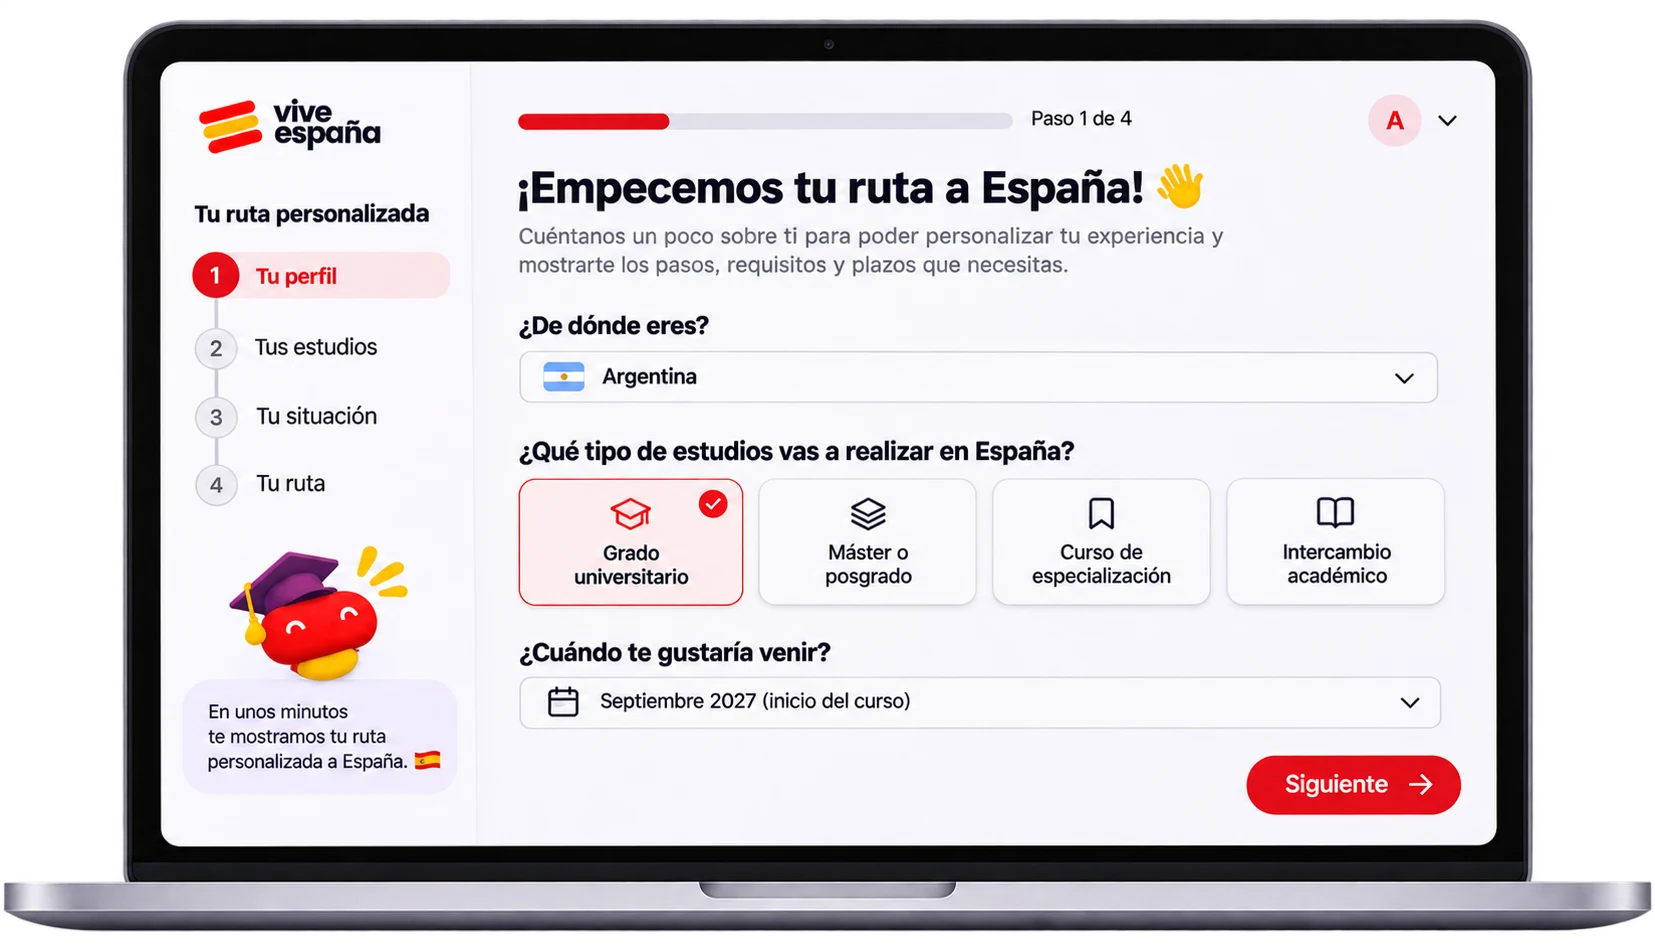 vive
españa
Tu ruta personalizada
1 Tu perfil
2 Tus estudios
3 Tu situación
4 Tu ruta
En unos minutos
te mostramos tu ruta
personalizada a España. 🇪🇸
Paso 1 de 4
A
¡Empecemos tu ruta a España! 👋
Cuéntanos un poco sobre ti para poder personalizar tu experiencia y
mostrarte los pasos, requisitos y plazos que necesitas.
¿De dónde eres?
Argentina
¿Qué tipo de estudios vas a realizar en España?
Grado
universitario
Máster o
posgrado
Curso de
especialización
Intercambio
académico
¿Cuándo te gustaría venir?
Septiembre 2027 (inicio del curso)
Siguiente →